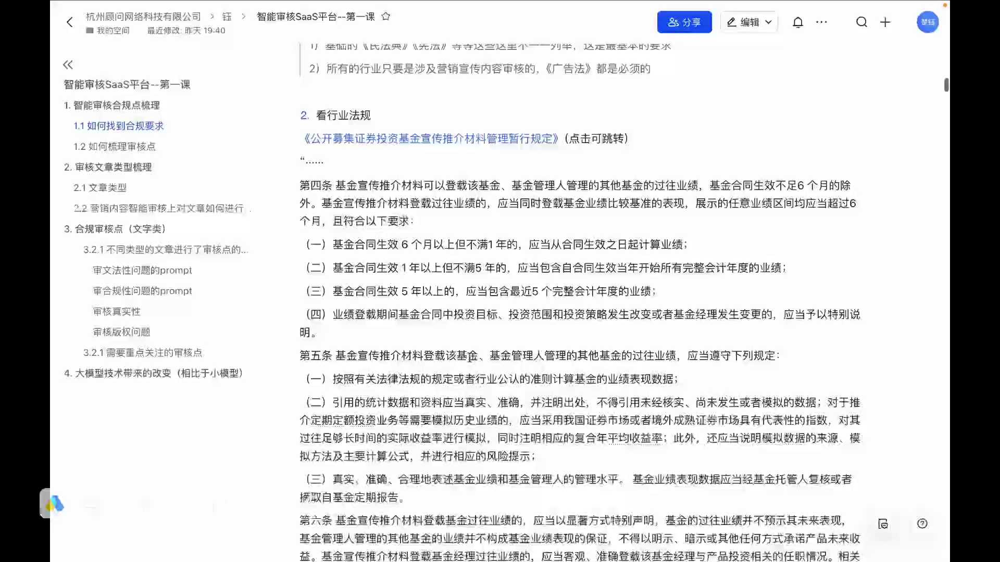 杭州顾问网络科技有限公司 > 钰 > 智能审核SaaS平台--第一课
我的空间 最近修改: 昨天 19:40
分享
编辑
楚钰
智能审核SaaS平台--第一课
1. 智能审核合规点梳理
1.1 如何找到合规要求
1.2 如何梳理审核点
2. 审核文章类型梳理
2.1 文章类型
2.2 营销内容智能审核上对文章如何进行
3. 合规审核点（文字类）
3.2.1 不同类型的文章进行了审核点的...
审文法性问题的prompt
审合规性问题的prompt
审核真实性
审核版权问题
3.2.1 需要重点关注的审核点
4. 大模型技术带来的改变（相比于小模型）
1）基础的《民法典》《宪法》等等这些这里不一一列举，这是最基本的要求
2）所有的行业只要是涉及营销宣传内容审核的，《广告法》都是必须的
2. 看行业法规
《公开募集证券投资基金宣传推介材料管理暂行规定》（点击可跳转）
“......
第四条 基金宣传推介材料可以登载该基金、基金管理人管理的其他基金的过往业绩，基金合同生效不足6 个月的除
外。基金宣传推介材料登载过往业绩的，应当同时登载基金业绩比较基准的表现，展示的任意业绩区间均应当超过6
个月，且符合以下要求：
（一）基金合同生效 6 个月以上但不满1 年的，应当从合同生效之日起计算业绩；
（二）基金合同生效 1 年以上但不满5 年的，应当包含自合同生效当年开始所有完整会计年度的业绩；
（三）基金合同生效 5 年以上的，应当包含最近5 个完整会计年度的业绩；
（四）业绩登载期间基金合同中投资目标、投资范围和投资策略发生改变或者基金经理发生变更的，应当予以特别说
明。
第五条 基金宣传推介材料登载该基金、基金管理人管理的其他基金的过往业绩，应当遵守下列规定：
（一）按照有关法律法规的规定或者行业公认的准则计算基金的业绩表现数据；
（二）引用的统计数据和资料应当真实、准确，并注明出处，不得引用未经核实、尚未发生或者模拟的数据；对于推
介定期定额投资业务等需要模拟历史业绩的，应当采用我国证券市场或者境外成熟证券市场具有代表性的指数，对其
过往足够长时间的实际收益率进行模拟，同时注明相应的复合年平均收益率；此外，还应当说明模拟数据的来源、模
拟方法及主要计算公式，并进行相应的风险提示；
（三）真实、准确、合理地表述基金业绩和基金管理人的管理水平。 基金业绩表现数据应当经基金托管人复核或者
摘取自基金定期报告。
第六条 基金宣传推介材料登载基金过往业绩的，应当以显著方式特别声明，基金的过往业绩并不预示其未来表现，
基金管理人管理的其他基金的业绩并不构成基金业绩表现的保证，不得以明示、暗示或其他任何方式承诺产品未来收
益。基金宣传推介材料登载基金经理过往业绩的，应当客观、准确登载该基金经理与产品投资相关的任职情况。相关